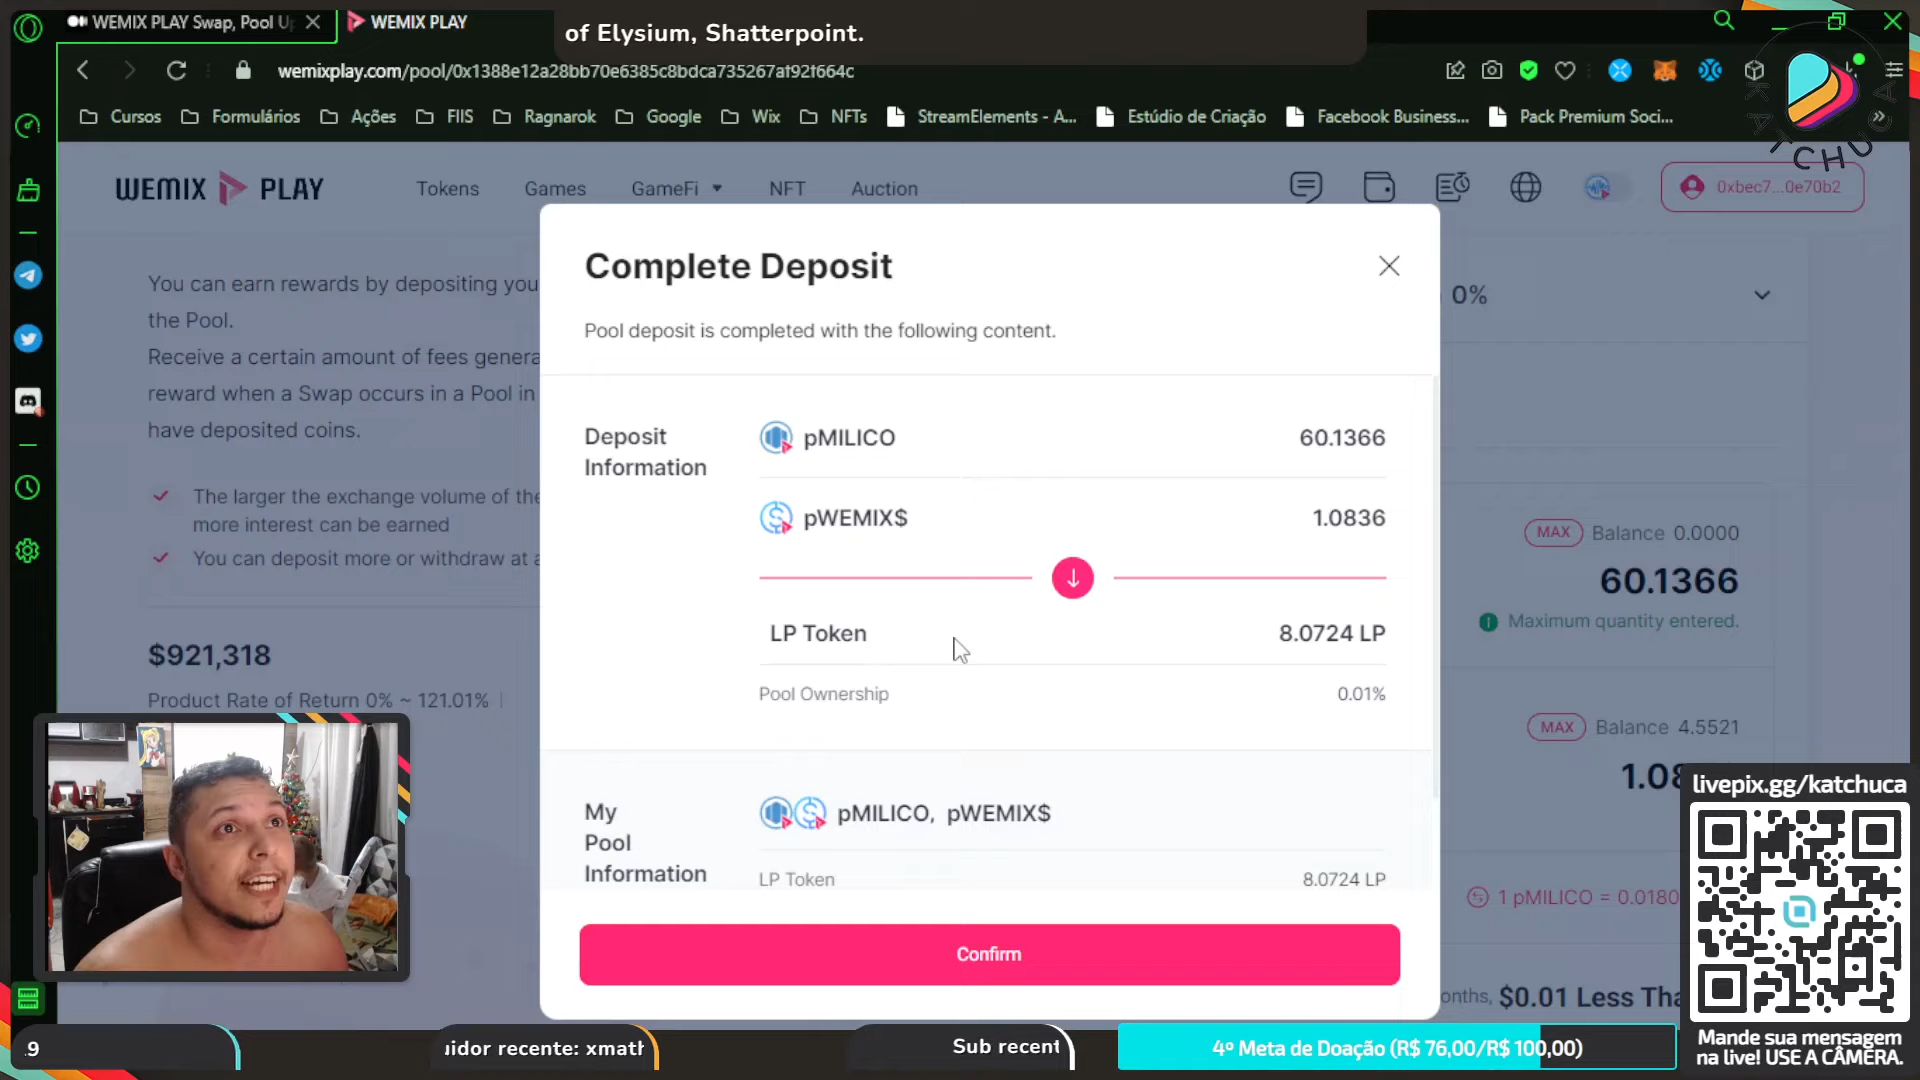 WEMIX PLAY Swap, Pool Up
WEMIX PLAY
of Elysium, Shatterpoint.
wemixplay.com/pool/0x1388e12a28bb70e6385c8bdca735267af92f664c
Cursos
Formulários
Ações
FIIS
Ragnarok
Google
Wix
NFTs
StreamElements - A...
Estúdio de Criação
Facebook Business...
Pack Premium Soci...
KATCHUCA
WEMIX PLAY
Tokens
Games
GameFi
NFT
Auction
0xbec7...0e70b2
You can earn rewards by depositing you
the Pool.
Receive a certain amount of fees genera
reward when a Swap occurs in a Pool in
have deposited coins.
The larger the exchange volume of the
more interest can be earned
You can deposit more or withdraw at a
$921,318
Product Rate of Return 0% ~ 121.01%
Complete Deposit
Pool deposit is completed with the following content.
Deposit
Information
pMILICO
60.1366
pWEMIX$
1.0836
LP Token
8.0724 LP
Pool Ownership
0.01%
My
Pool
Information
pMILICO, pWEMIX$
LP Token
8.0724 LP
Confirm
0%
MAX Balance 0.0000
60.1366
Maximum quantity entered.
MAX Balance 4.5521
1.08
1 pMILICO = 0.0180
onths, $0.01 Less Tha
livepix.gg/katchuca
Mande sua mensagem
na live! USE A CÂMERA.
.9
uidor recente: xmath
Sub recent
4º Meta de Doação (R$ 76,00/R$ 100,00)